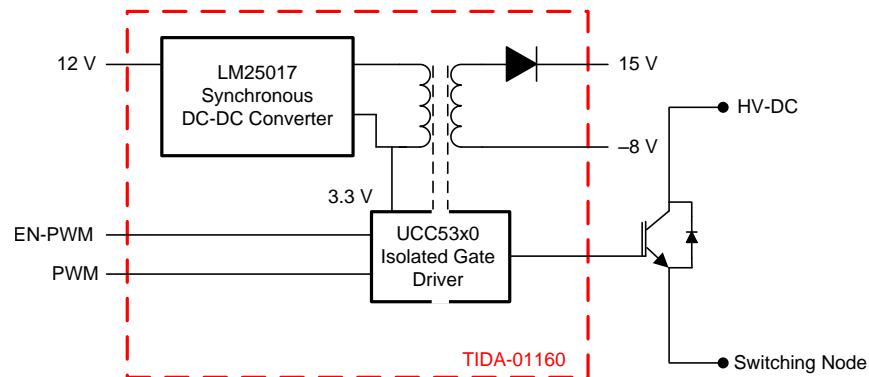 12 V
LM25017
Synchronous
DC-DC Converter
15 V
HV-DC
–8 V
3.3 V
EN-PWM
UCC53x0
Isolated Gate
Driver
PWM
TIDA-01160
Switching Node